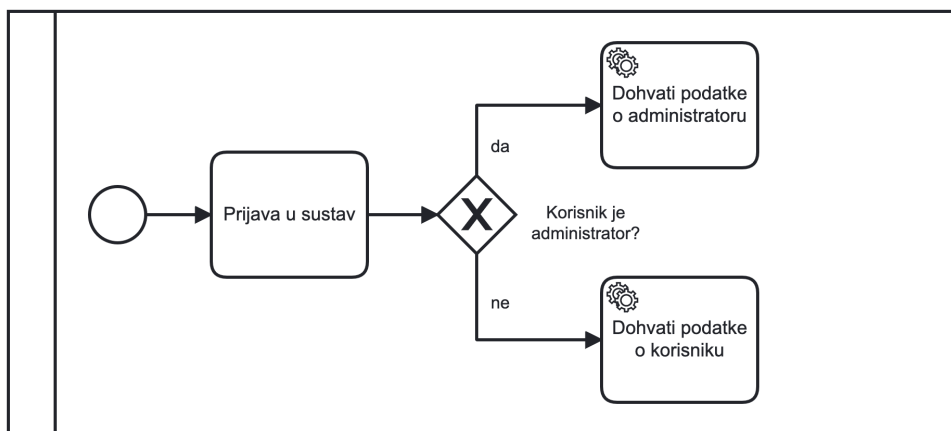 Dohvati podatke
o administratoru
da
Prijava u sustav
Korisnik je
administrator?
ne
Dohvati podatke
o korisniku